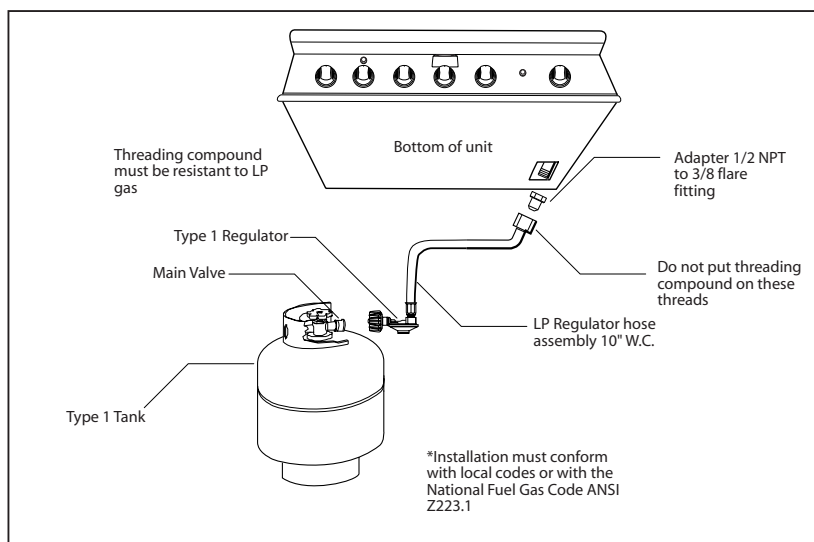 Bottom of unit
Threading compound
must be resistant to LP
gas
Adapter 1/2 NPT
to 3/8 flare
fitting
Type 1 Regulator
Main Valve
Do not put threading
compound on these
threads
LP Regulator hose
assembly 10" W.C.
Type 1 Tank
*Installation must conform
with local codes or with the
National Fuel Gas Code ANSI
Z223.1